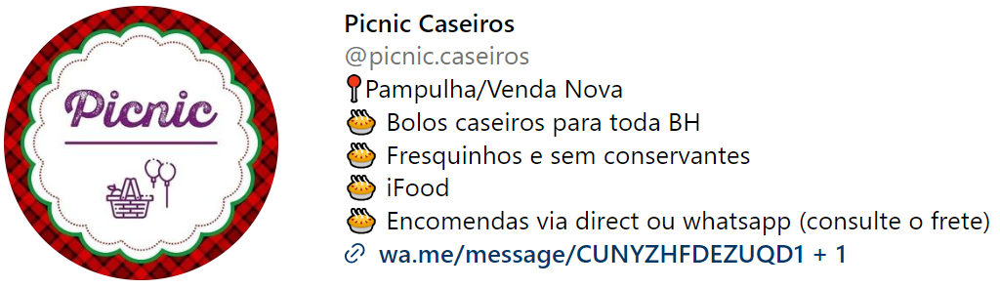 Picnic
Picnic Caseiros
@picnic.caseiros
📍Pampulha/Venda Nova
🥧 Bolos caseiros para toda BH
🥧 Fresquinhos e sem conservantes
🥧 iFood
🥧 Encomendas via direct ou whatsapp (consulte o frete)
wa.me/message/CUNYZHFDEZUQD1 + 1